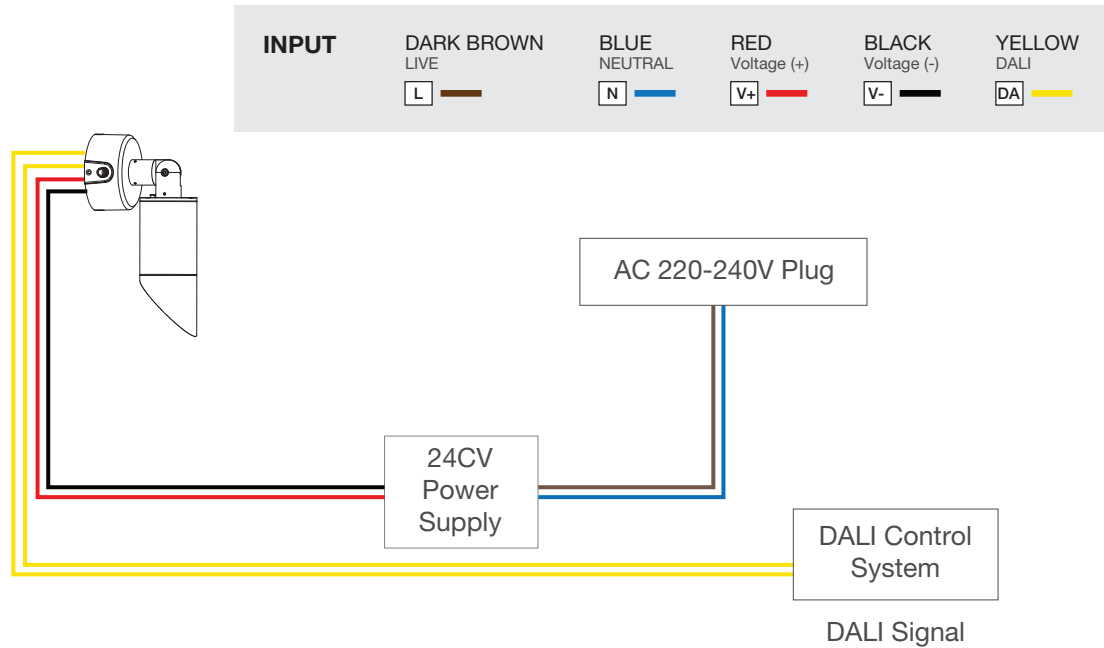 INPUT
DARK BROWN
LIVE
L
BLUE
NEUTRAL
N
RED
Voltage (+)
V+
BLACK
Voltage (-)
V-
YELLOW
DALI
DA
AC 220-240V Plug
24CV
Power
Supply
DALI Control
System
DALI Signal